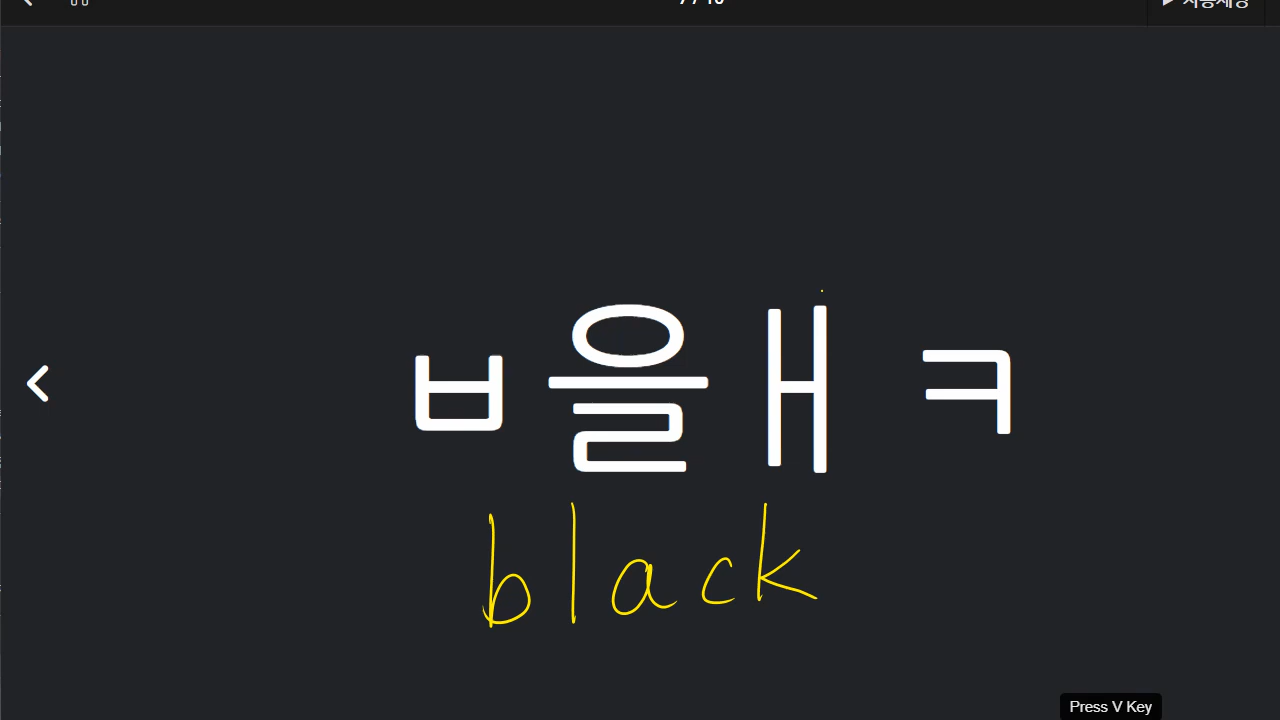 ㅂ을ㅐㅋ
black
Press V Key